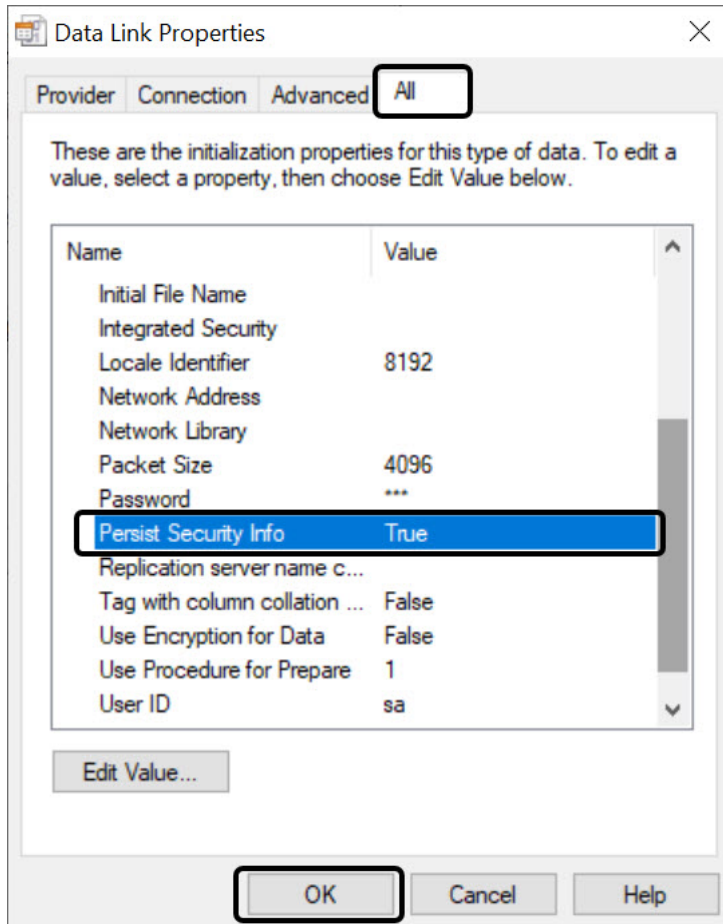 Data Link Properties
Provider Connection Advanced All
These are the initialization properties for this type of data. To edit a
value, select a property, then choose Edit Value below.
Name Value
Initial File Name
Integrated Security
Locale Identifier 8192
Network Address
Network Library
Packet Size 4096
Password ***
Persist Security Info True
Replication server name c...
Tag with column collation ... False
Use Encryption for Data False
Use Procedure for Prepare 1
User ID sa
Edit Value...
OK Cancel Help